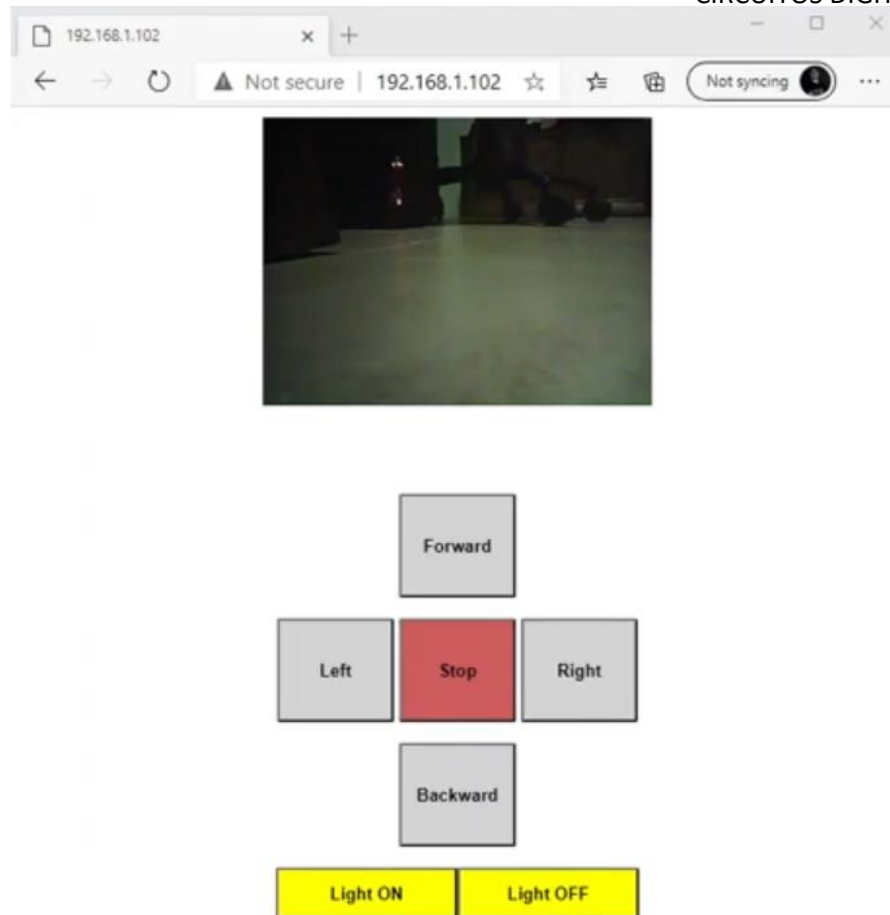 192.168.1.102
Not secure | 192.168.1.102
Not syncing
Forward
Left Stop Right
Backward
Light ON Light OFF